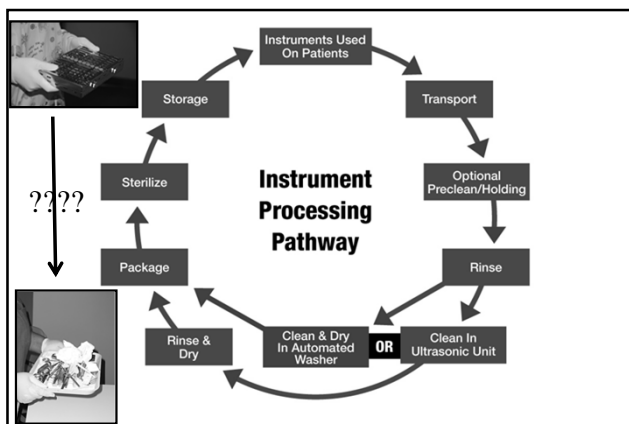 Instruments Used
On Patients
Transport
Optional
Preclean/Holding
Rinse
Clean In
Ultrasonic Unit
OR
Clean & Dry
In Automated
Washer
Rinse &
Dry
Package
Sterilize
Storage
Instrument
Processing
Pathway
????